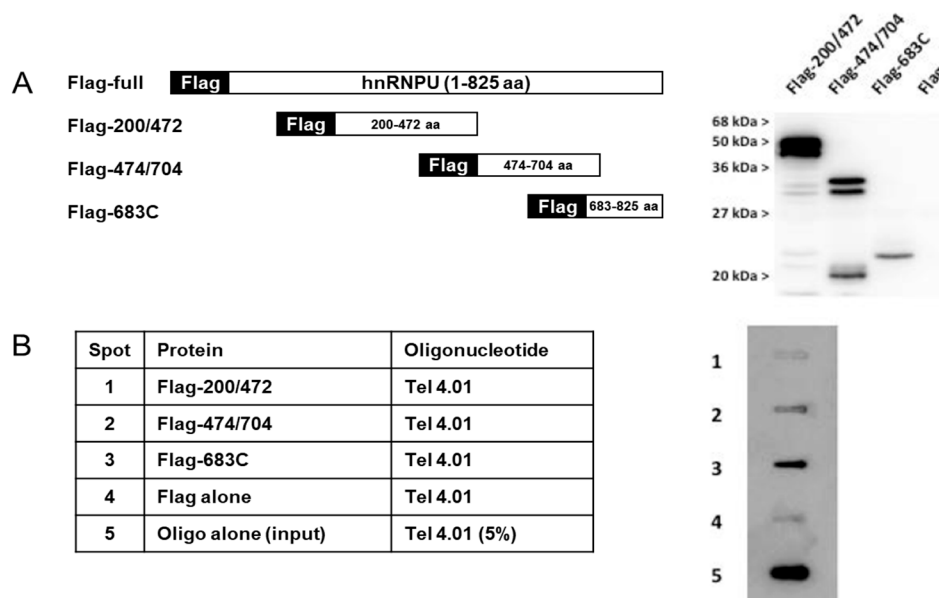 A
Flag-full
Flag
hnRNPU (1-825 aa)
Flag-200/472
Flag
200-472 aa
Flag-474/704
Flag
474-704 aa
Flag-683C
Flag
683-825 aa
Flag-200/472
Flag-474/704
Flag-683C
Flag
68 kDa >
50 kDa >
36 kDa >
27 kDa >
20 kDa >
B
Spot Protein Oligonucleotide
1 Flag-200/472 Tel 4.01
2 Flag-474/704 Tel 4.01
3 Flag-683C Tel 4.01
4 Flag alone Tel 4.01
5 Oligo alone (input) Tel 4.01 (5%)
1
2
3
4
5